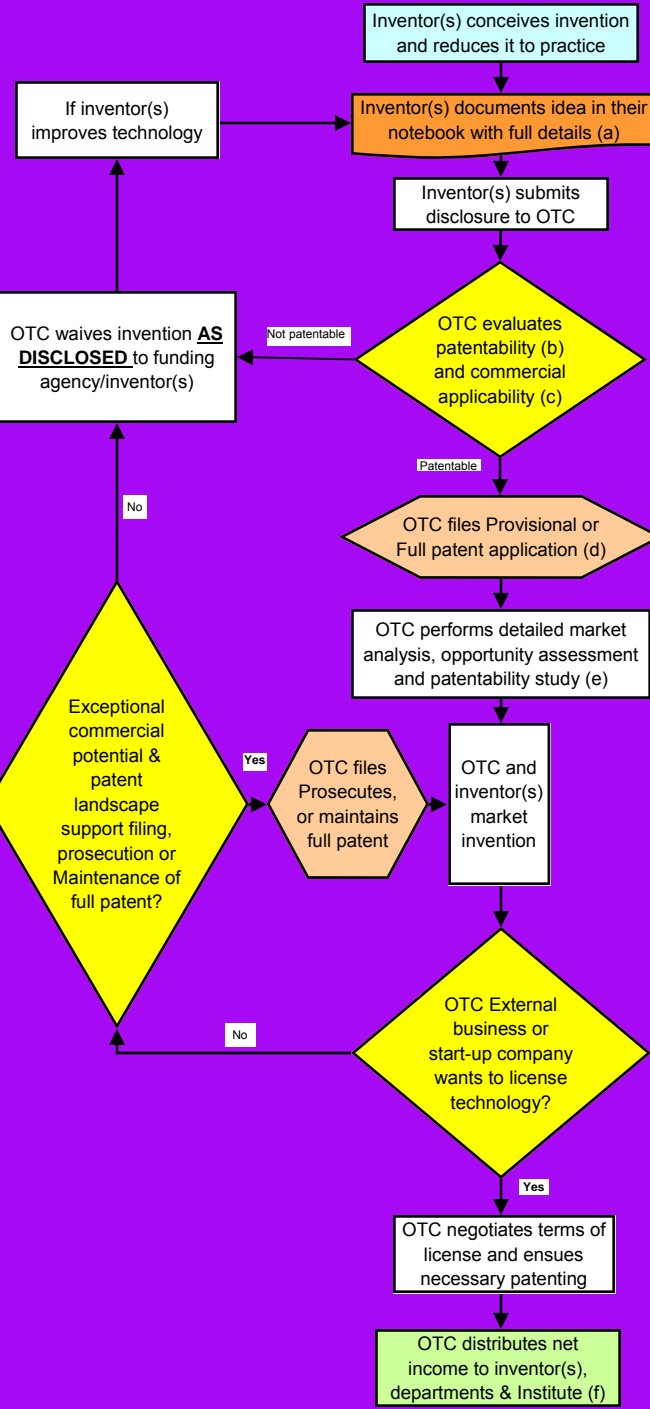 Inventor(s) conceives invention
and reduces it to practice
If inventor(s)
improves technology
Inventor(s) documents idea in their
notebook with full details (a)
Inventor(s) submits
disclosure to OTC
OTC waives invention AS
DISCLOSED to funding
agency/inventor(s)
Not patentable
OTC evaluates
patentability (b)
and commercial
applicability (c)
Patentable
No
OTC files Provisional or
Full patent application (d)
OTC performs detailed market
analysis, opportunity assessment
and patentability study (e)
Exceptional
commercial
potential &
patent
landscape
support filing,
prosecution or
Maintenance of
full patent?
Yes
OTC files
Prosecutes,
or maintains
full patent
OTC and
inventor(s)
market
invention
OTC External
business or
start-up company
wants to license
technology?
No
Yes
OTC negotiates terms of
license and ensues
necessary patenting
OTC distributes net
income to inventor(s),
departments & Institute (f)